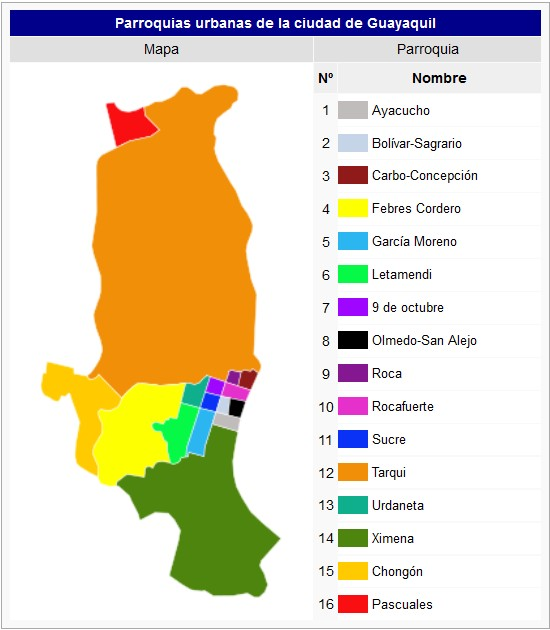 Parroquias urbanas de la ciudad de Guayaquil
Mapa Parroquia
Nº Nombre
1 Ayacucho
2 Bolívar-Sagrario
3 Carbo-Concepción
4 Febres Cordero
5 García Moreno
6 Letamendi
7 9 de octubre
8 Olmedo-San Alejo
9 Roca
10 Rocafuerte
11 Sucre
12 Tarqui
13 Urdaneta
14 Ximena
15 Chongón
16 Pascuales